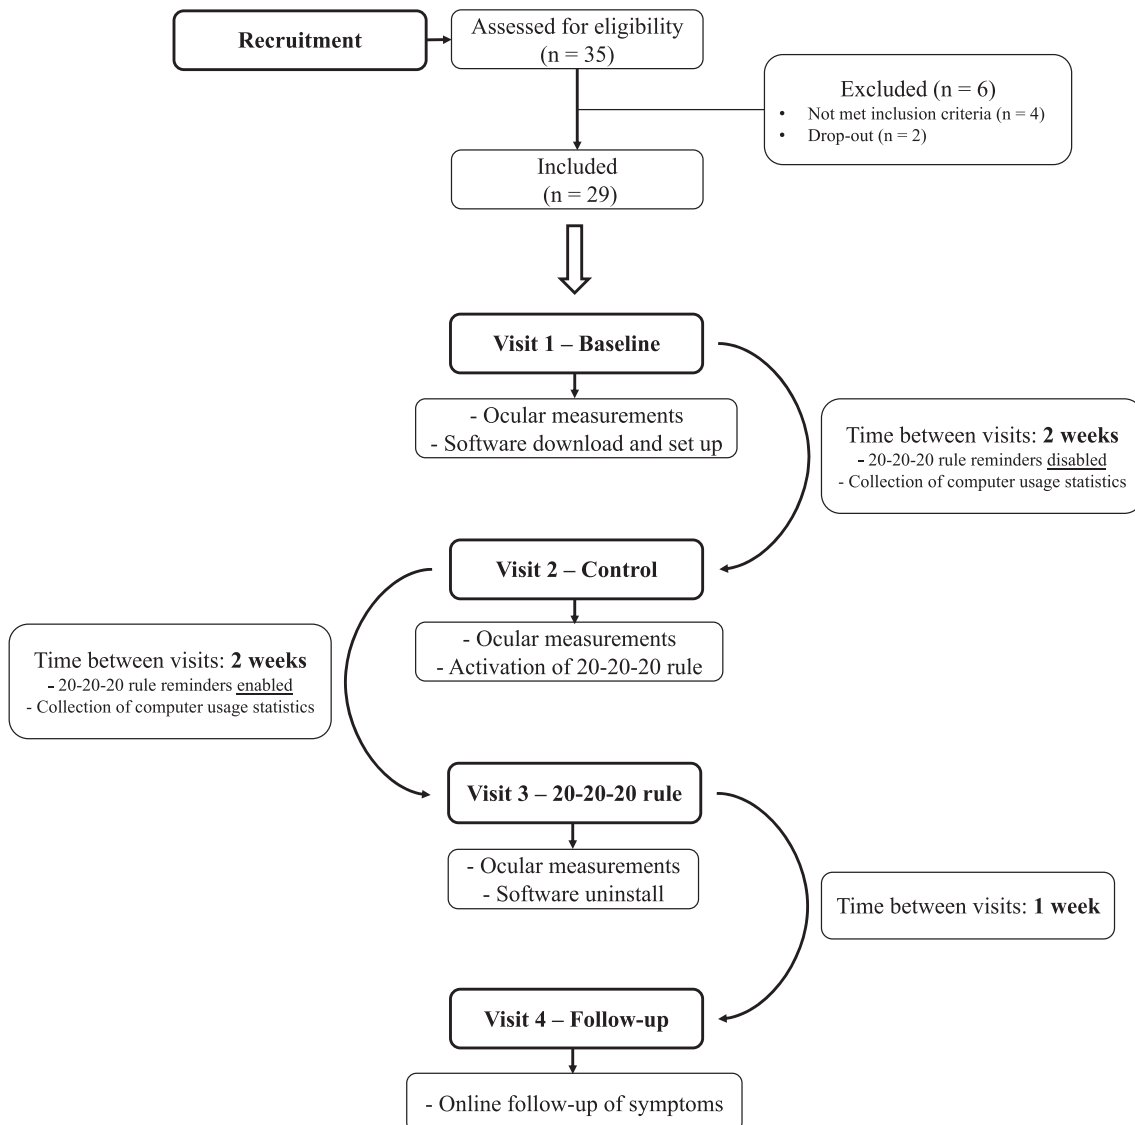 Recruitment
Assessed for eligibility
(n = 35)
Excluded (n = 6)
• Not met inclusion criteria (n = 4)
• Drop-out (n = 2)
Included
(n = 29)
Visit 1 – Baseline
- Ocular measurements
- Software download and set up
Time between visits: 2 weeks
- 20-20-20 rule reminders disabled
- Collection of computer usage statistics
Visit 2 – Control
- Ocular measurements
- Activation of 20-20-20 rule
Time between visits: 2 weeks
- 20-20-20 rule reminders enabled
- Collection of computer usage statistics
Visit 3 – 20-20-20 rule
- Ocular measurements
- Software uninstall
Time between visits: 1 week
Visit 4 – Follow-up
- Online follow-up of symptoms